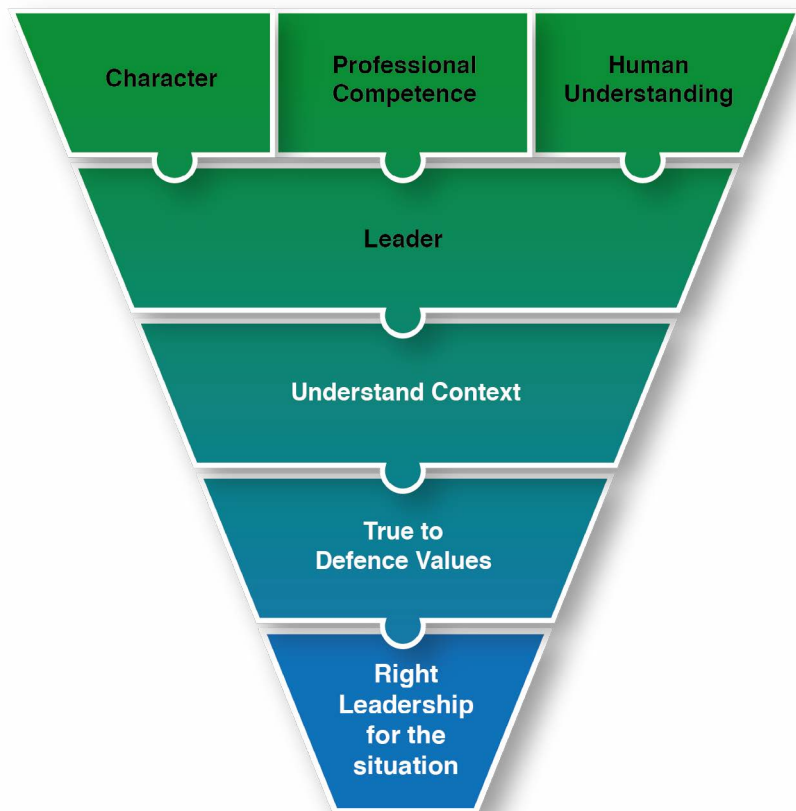 Character
Professional
Competence
Human
Understanding
Leader
Understand Context
True to
Defence Values
Right
Leadership
for the
situation